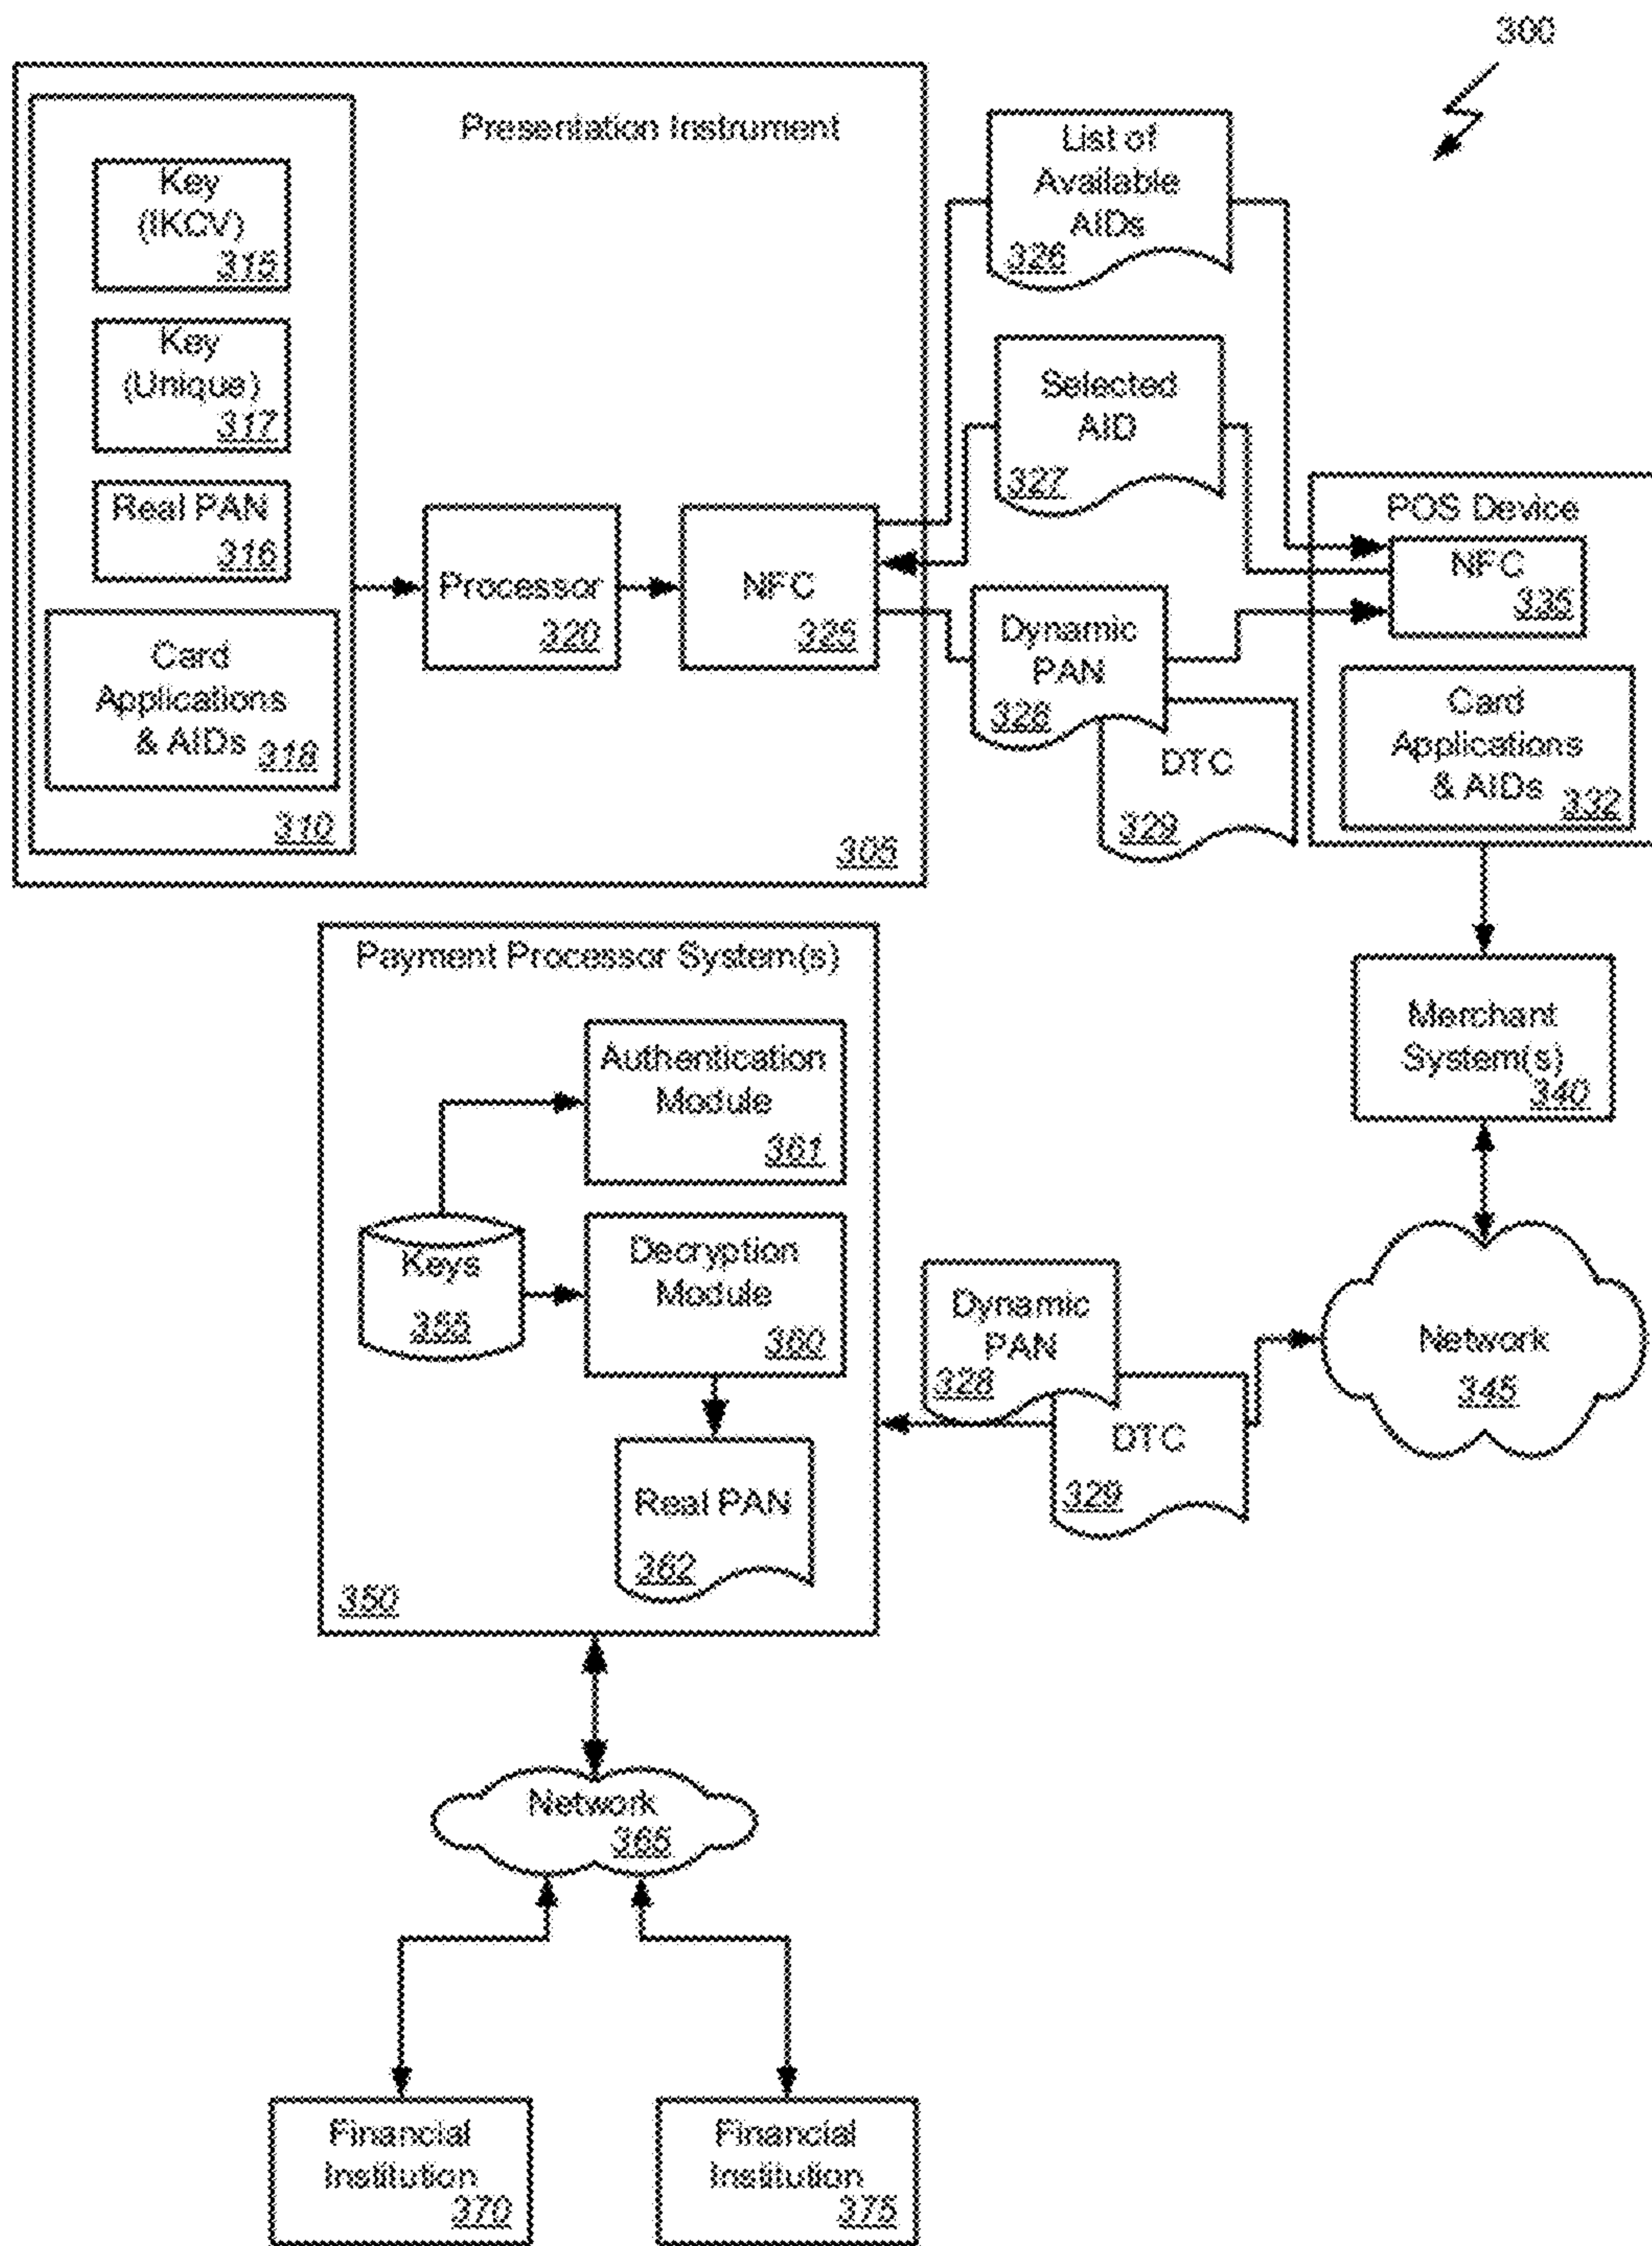 300
Presentation Instrument
Key
(IKCV)
315
Key
(Unique)
317
Real PAN
316
Card
Applications
& AIDs
318
310
Processor
320
NFC
325
305
List of
Available
AIDs
326
Selected
AID
327
Dynamic
PAN
328
DTC
329
POS Device
NFC
335
Card
Applications
& AIDs
332
Merchant
System(s)
340
Network
345
Payment Processor System(s)
Authentication
Module
361
Keys
355
Decryption
Module
360
Real PAN
362
350
Dynamic
PAN
328
DTC
329
Network
365
Financial
Institution
370
Financial
Institution
375